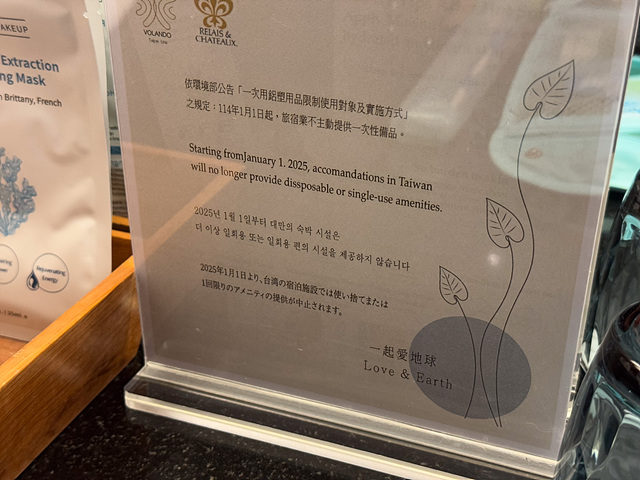 AKEUP
Extraction
ng Mask
n Brittany, French
Rejuvenating
Energy
VOLANDO
RELAIS &
CHATEAUX
依環境部公告「一次用鋁塑用品限制使用對象及實施方式」
之規定：114年1月1日起，旅宿業不主動提供一次性備品。
Starting fromJanuary 1. 2025, accomandations in Taiwan
will no longer provide dissposable or single-use amenities.
2025년 1월 1일부터 대만의 숙박 시설은
더 이상 일회용 또는 일회용 편의 시설을 제공하지 않습니다
2025年1月1日より、台湾の宿泊施設では使い捨てまたは
1回限りのアメニティの提供が中止されます。
一起愛地球
Love & Earth